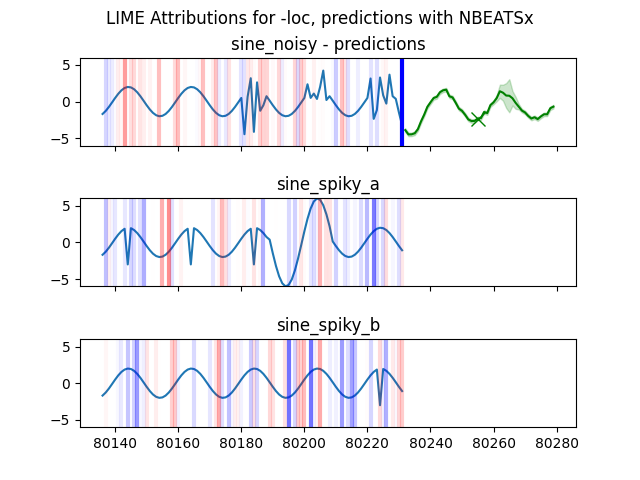 LIME Attributions for -loc, predictions with NBEATSx
sine_noisy - predictions
5
0
−5
sine_spiky_a
5
0
−5
sine_spiky_b
5
0
−5
80140 80160 80180 80200 80220 80240 80260 80280